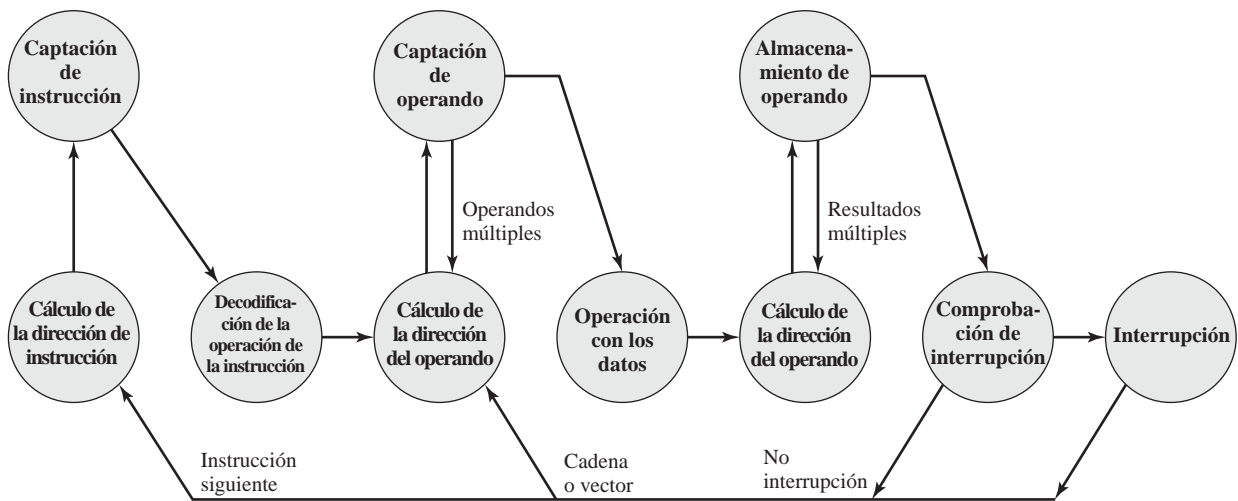 Captación
de
instrucción
Captación
de
operando
Almacena-
miento de
operando
Operandos
múltiples
Resultados
múltiples
Cálculo de
la dirección de
instrucción
Decodifica-
ción de la
operación de
la instrucción
Cálculo de
la dirección
del operando
Operación
con los
datos
Cálculo de
la dirección
del operando
Comproba-
ción de
interrupción
Interrupción
Instrucción
siguiente
Cadena
o vector
No
interrupción